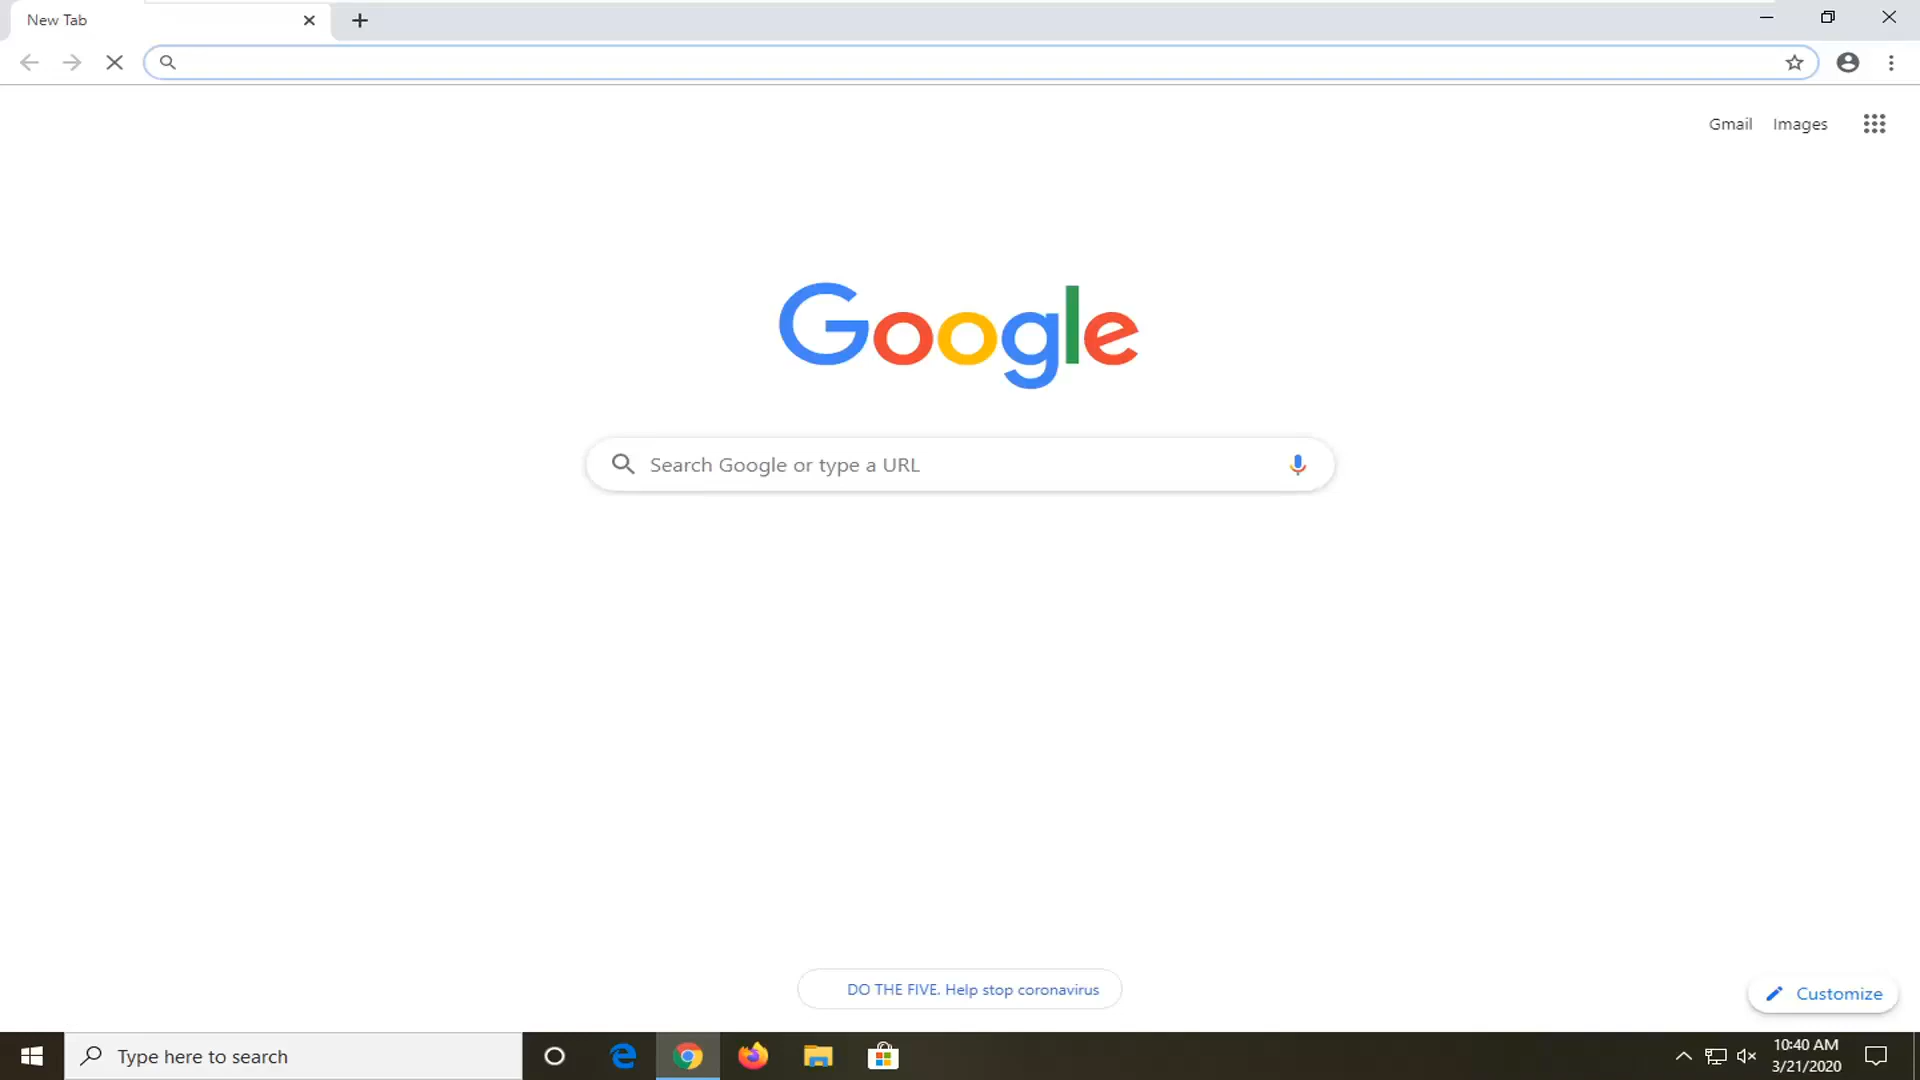 New Tab
Gmail Images
Google
Search Google or type a URL
DO THE FIVE. Help stop coronavirus
Customize
Type here to search
10:40 AM
3/21/2020